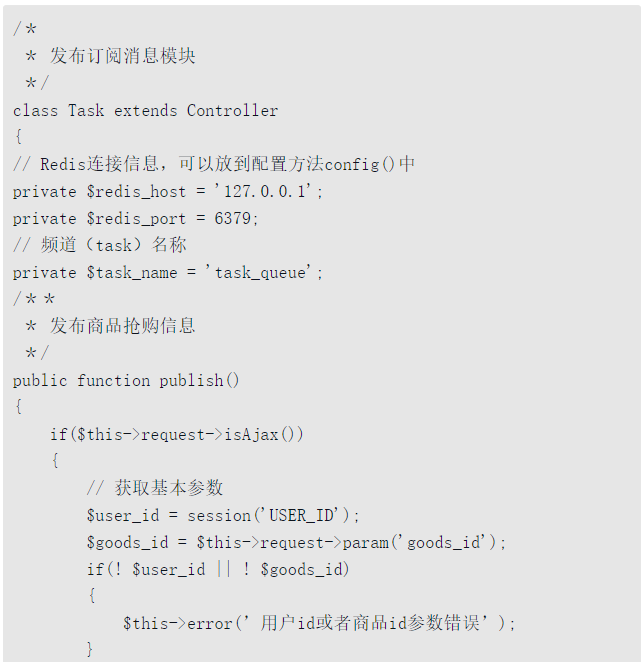 /*
 * 发布订阅消息模块
 */
class Task extends Controller
{
// Redis连接信息，可以放到配置方法config()中
private $redis_host = '127.0.0.1';
private $redis_port = 6379;
// 频道（task）名称
private $task_name = 'task_queue';
/**
 * 发布商品抢购信息
 */
public function publish()
{
    if($this->request->isAjax())
    {
        // 获取基本参数
        $user_id = session('USER_ID');
        $goods_id = $this->request->param('goods_id');
        if(! $user_id || ! $goods_id)
        {
            $this->error(' 用户id或者商品id参数错误' );
        }